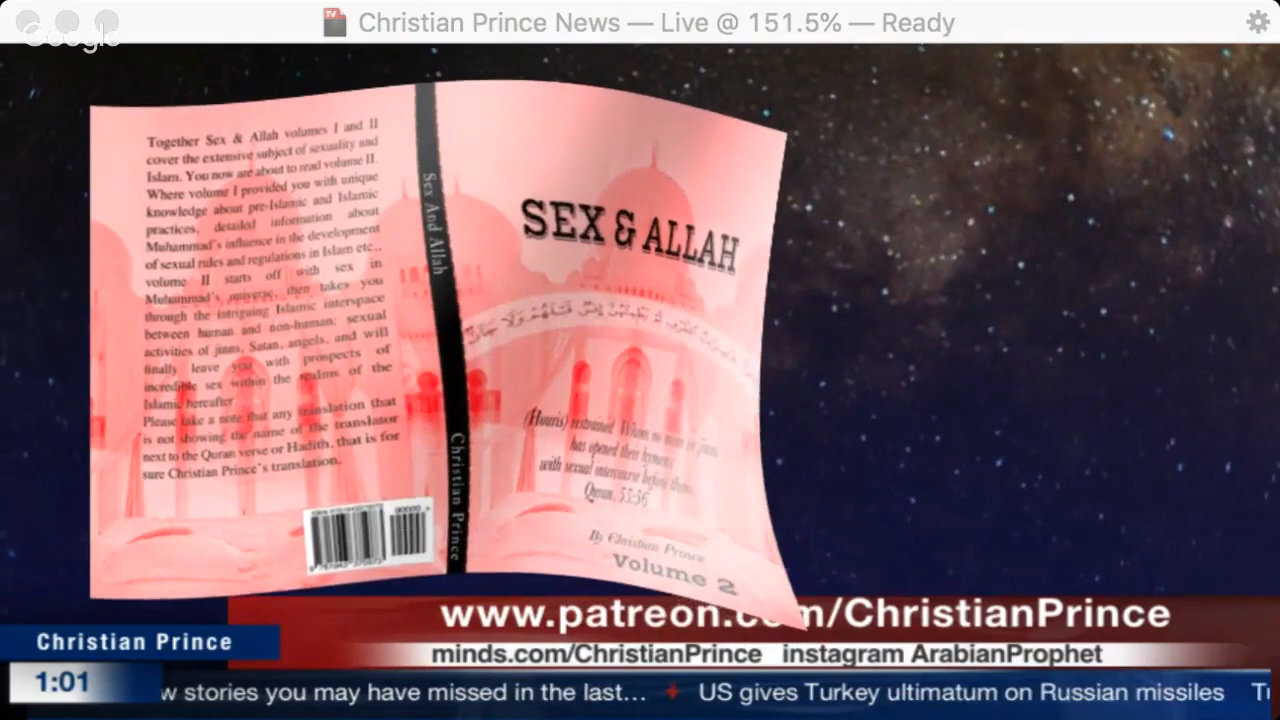 Christian Prince News — Live @ 151.5% — Ready
TV
Google
Together Sex & Allah volumes I and II
cover the extensive subject of sexuality and
Islam. You now are about to read volume II.
Where volume I provided you with unique
knowledge about pre-Islamic and Islamic
practices, detailed information about
Muhammad's influence in the development
of sexual rules and regulations in Islam etc..,
volume II starts off with sex in
Muhammad's universe, then takes you
through the intriguing Islamic interspace
between human and non-human: sexual
activities of jinns, Satan, angels, and will
finally leave you with prospects of
incredible sex within the realms of the
Islamic hereafter.
Please take a note that any translation that
is not showing the name of the translator
next to the Quran verse or Hadith, that is for
sure Christian Prince's translation.
Sex And Allah
Christian Prince
SEX & ALLAH
(Houris) restrained. Whom no man or jinn
has opened their hymens
with sexual intercourse before them.
Quran, 55:56
By Christian Prince
Volume 2
www.patreon.c m/ChristianPrince
Christian Prince
minds.com/ChristianPrince instagram ArabianProphet
1:01
w stories you may have missed in the last... US gives Turkey ultimatum on Russian missiles